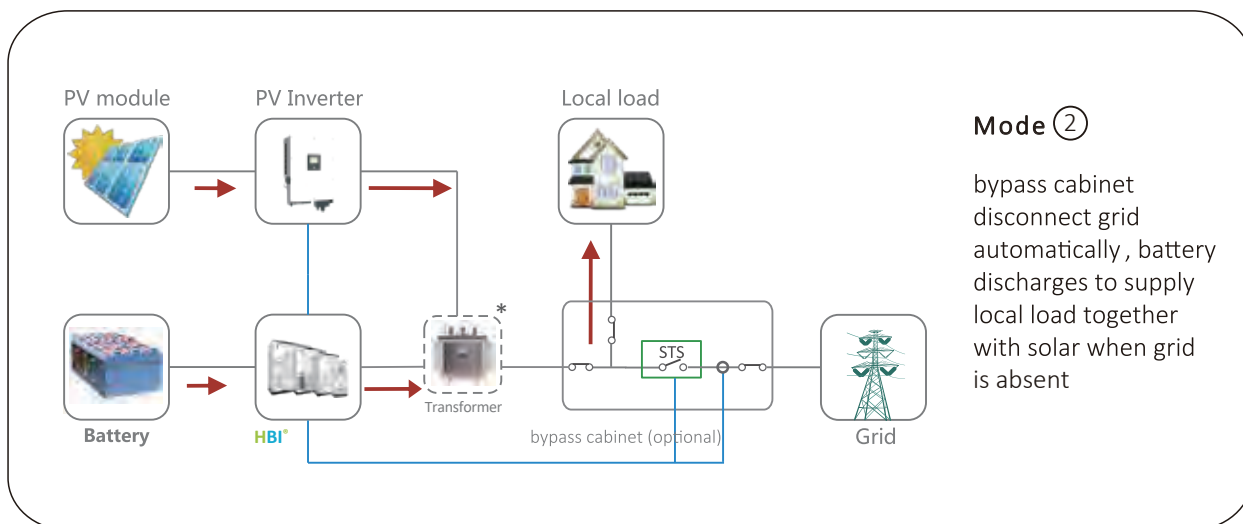 PV module
PV Inverter
Local load
Mode 2
bypass cabinet
disconnect grid
automatically , battery
discharges to supply
local load together
with solar when grid
is absent
*
STS
Transformer
Battery
HBI®
bypass cabinet (optional)
Grid